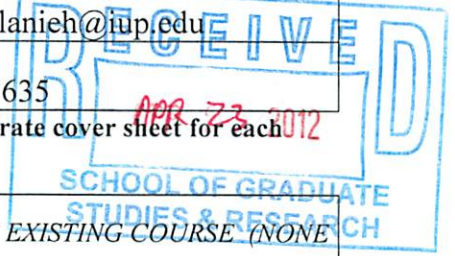 lanieh@iup.edu
RECEIVED
635
APR 23 2012
rate cover sheet for each
SCHOOL OF GRADUATE
STUDIES & RESEARCH
EXISTING COURSE (NONE